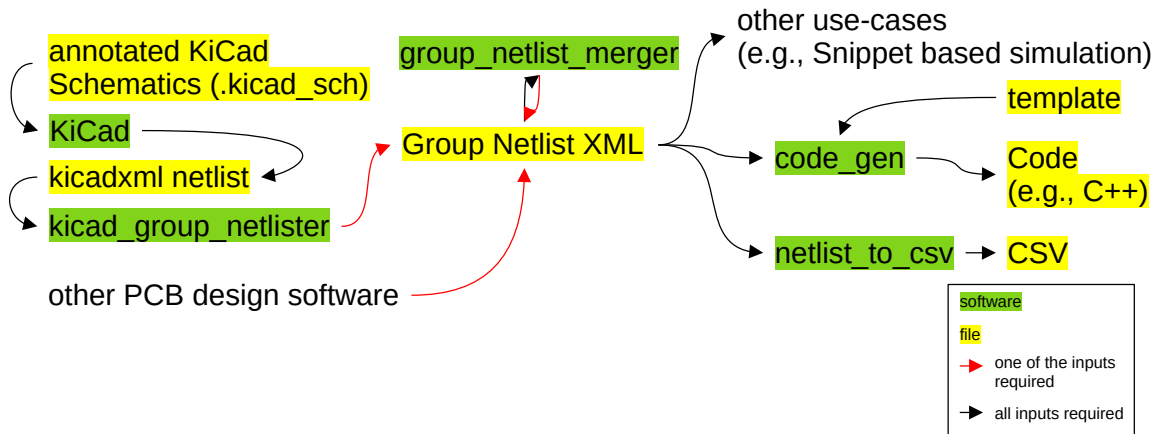 annotated KiCad
Schematics (.kicad_sch)
KiCad
kicadxml netlist
kicad_group_netlister
other PCB design software
group_netlist_merger
Group Netlist XML
other use-cases
(e.g., Snippet based simulation)
template
code_gen
Code
(e.g., C++)
netlist_to_csv
CSV
software
file
one of the inputs
required
all inputs required